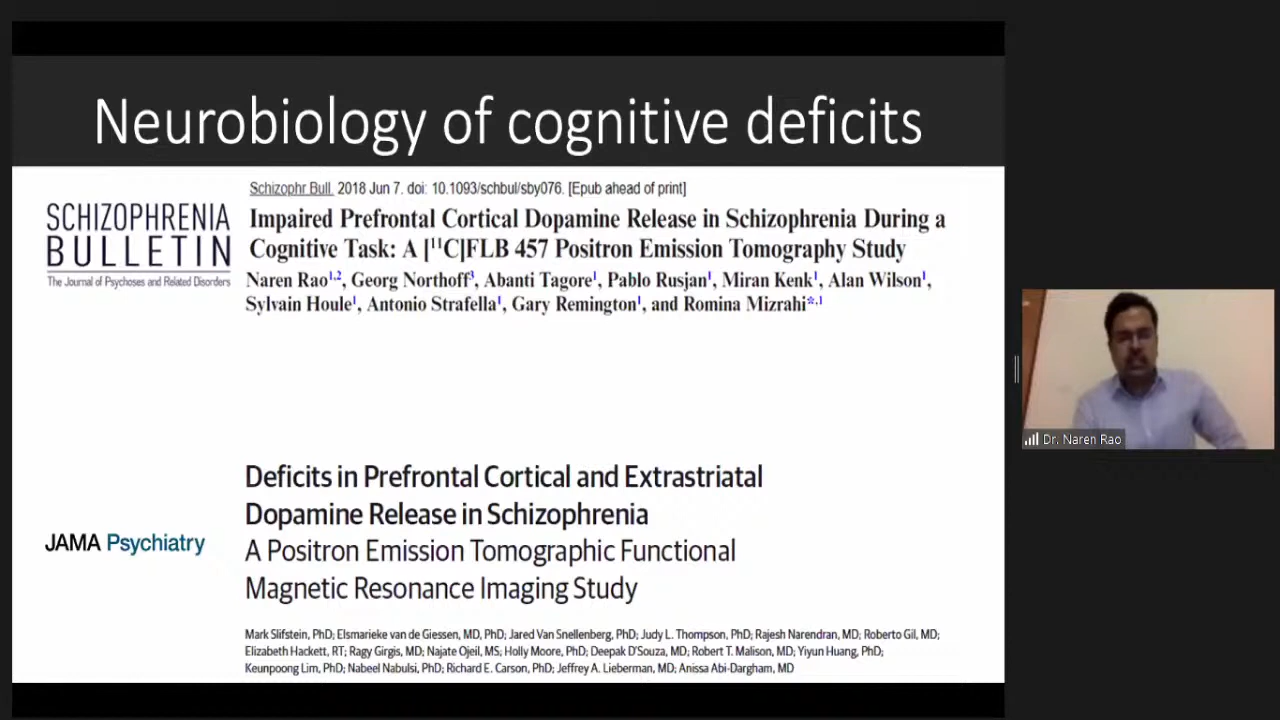 Neurobiology of cognitive deficits
SCHIZOPHRENIA
BULLETIN
The Journal of Psychoses and Related Disorders
Schizophr Bull. 2018 Jun 7. doi: 10.1093/schbul/sby076. [Epub ahead of print]
Impaired Prefrontal Cortical Dopamine Release in Schizophrenia During a
Cognitive Task: A [¹¹C]FLB 457 Positron Emission Tomography Study
Naren Rao¹,², Georg Northoff³, Abanti Tagore¹, Pablo Rusjan¹, Miran Kenk¹, Alan Wilson¹,
Sylvain Houle¹, Antonio Strafella¹, Gary Remington¹, and Romina Mizrahi*,¹
Deficits in Prefrontal Cortical and Extrastriatal
Dopamine Release in Schizophrenia
A Positron Emission Tomographic Functional
Magnetic Resonance Imaging Study
JAMA Psychiatry
Mark Slifstein, PhD; Elsmarieke van de Giessen, MD, PhD; Jared Van Snellenberg, PhD; Judy L. Thompson, PhD; Rajesh Narendran, MD; Roberto Gil, MD;
Elizabeth Hackett, RT; Ragy Girgis, MD; Najate Ojeil, MS; Holly Moore, PhD; Deepak D'Souza, MD; Robert T. Malison, MD; Yiyun Huang, PhD;
Keunpoong Lim, PhD; Nabeel Nabulsi, PhD; Richard E. Carson, PhD; Jeffrey A. Lieberman, MD; Anissa Abi-Dargham, MD
Dr. Naren Rao